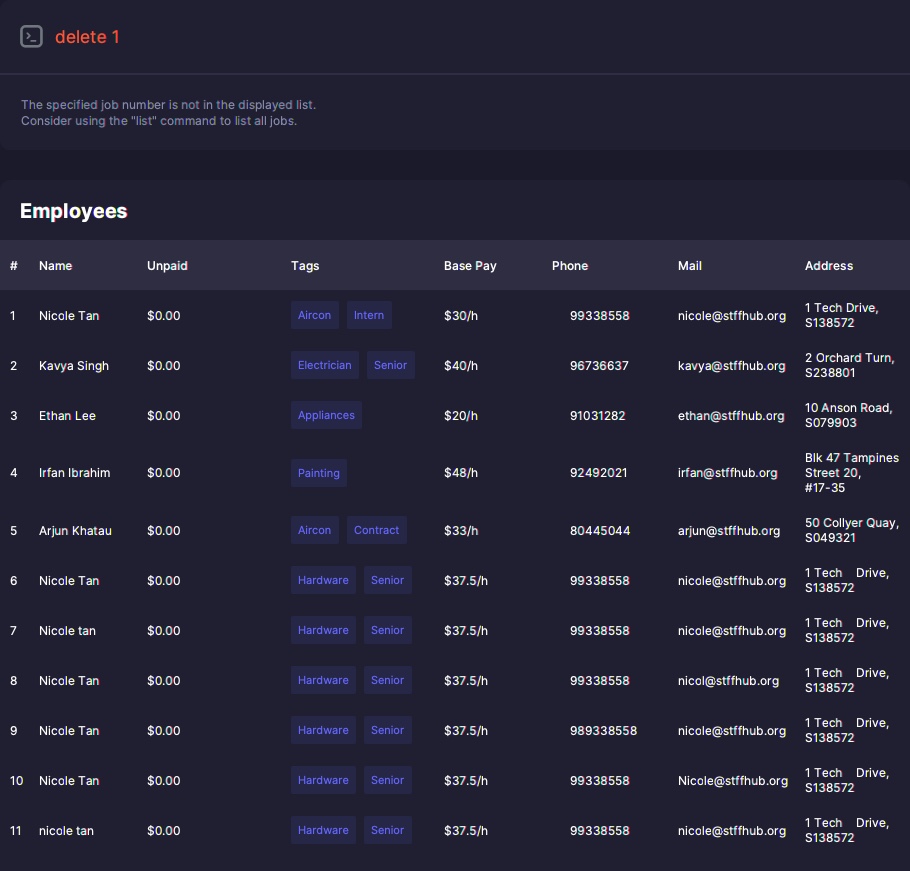 delete 1
The specified job number is not in the displayed list.
Consider using the "list" command to list all jobs.
Employees
# Name Unpaid Tags Base Pay Phone Mail Address
1 Nicole Tan $0.00 Aircon Intern $30/h 99338558 nicole@stffhub.org 1 Tech Drive,
S138572
2 Kavya Singh $0.00 Electrician Senior $40/h 96736637 kavya@stffhub.org 2 Orchard Turn,
S238801
3 Ethan Lee $0.00 Appliances $20/h 91031282 ethan@stffhub.org 10 Anson Road,
S079903
Blk 47 Tampines
4 Irfan Ibrahim $0.00 Painting $48/h 92492021 irfan@stffhub.org Street 20,
#17-35
5 Arjun Khatau $0.00 Aircon Contract $33/h 80445044 arjun@stffhub.org 50 Collyer Quay,
S049321
6 Nicole Tan $0.00 Hardware Senior $37.5/h 99338558 nicole@stffhub.org 1 Tech Drive,
S138572
7 Nicole tan $0.00 Hardware Senior $37.5/h 99338558 nicole@stffhub.org 1 Tech Drive,
S138572
8 Nicole Tan $0.00 Hardware Senior $37.5/h 99338558 nicol@stffhub.org 1 Tech Drive,
S138572
9 Nicole Tan $0.00 Hardware Senior $37.5/h 989338558 nicole@stffhub.org 1 Tech Drive,
S138572
10 Nicole Tan $0.00 Hardware Senior $37.5/h 99338558 Nicole@stffhub.org 1 Tech Drive,
S138572
11 nicole tan $0.00 Hardware Senior $37.5/h 99338558 nicole@stffhub.org 1 Tech Drive,
S138572